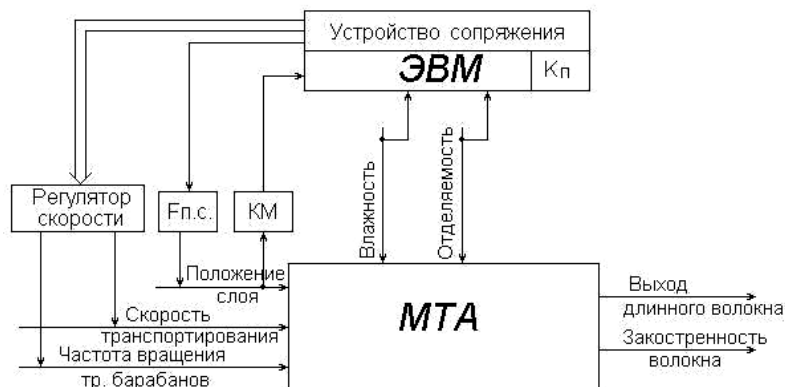 Устройство сопряжения
ЭВМ
Кп
Влажность
Отделяемость
Регулятор
скорости
Fп.с.
КМ
Положение
слоя
МТА
Выход
длинного волокна
Скорость
транспортирования
Закостренность
волокна
Частота вращения
тр. барабанов